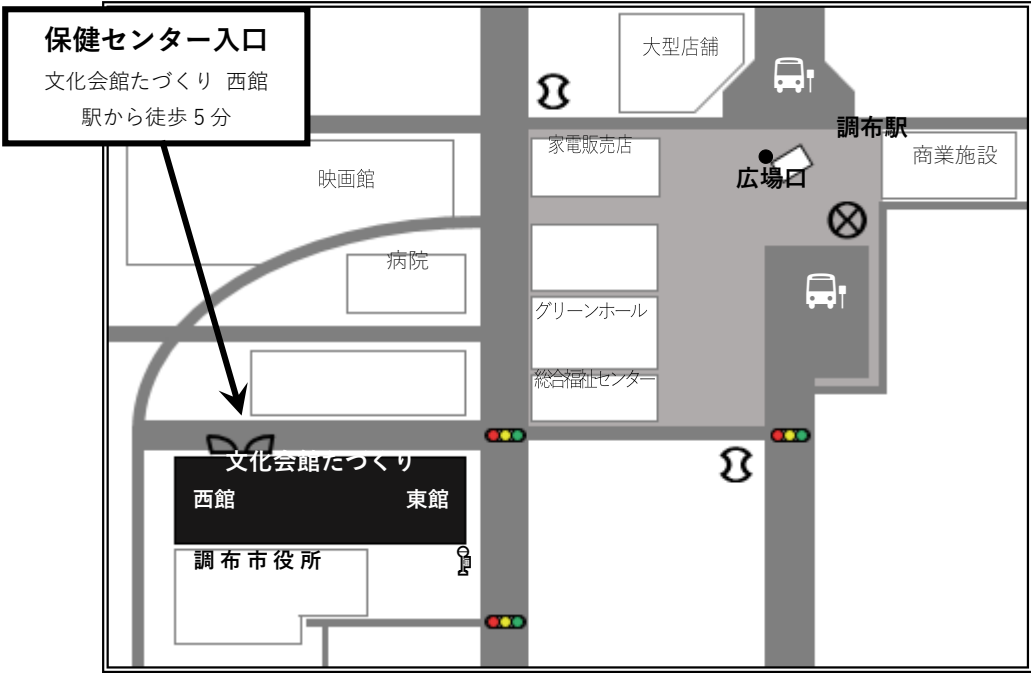 保健センター入口
文化会館たづくり 西館
駅から徒歩5分
大型店舗
調布駅
家電販売店
商業施設
広場口
映画館
病院
グリーンホール
総合福祉センター
文化会館たづくり
西館
東館
調布市役所